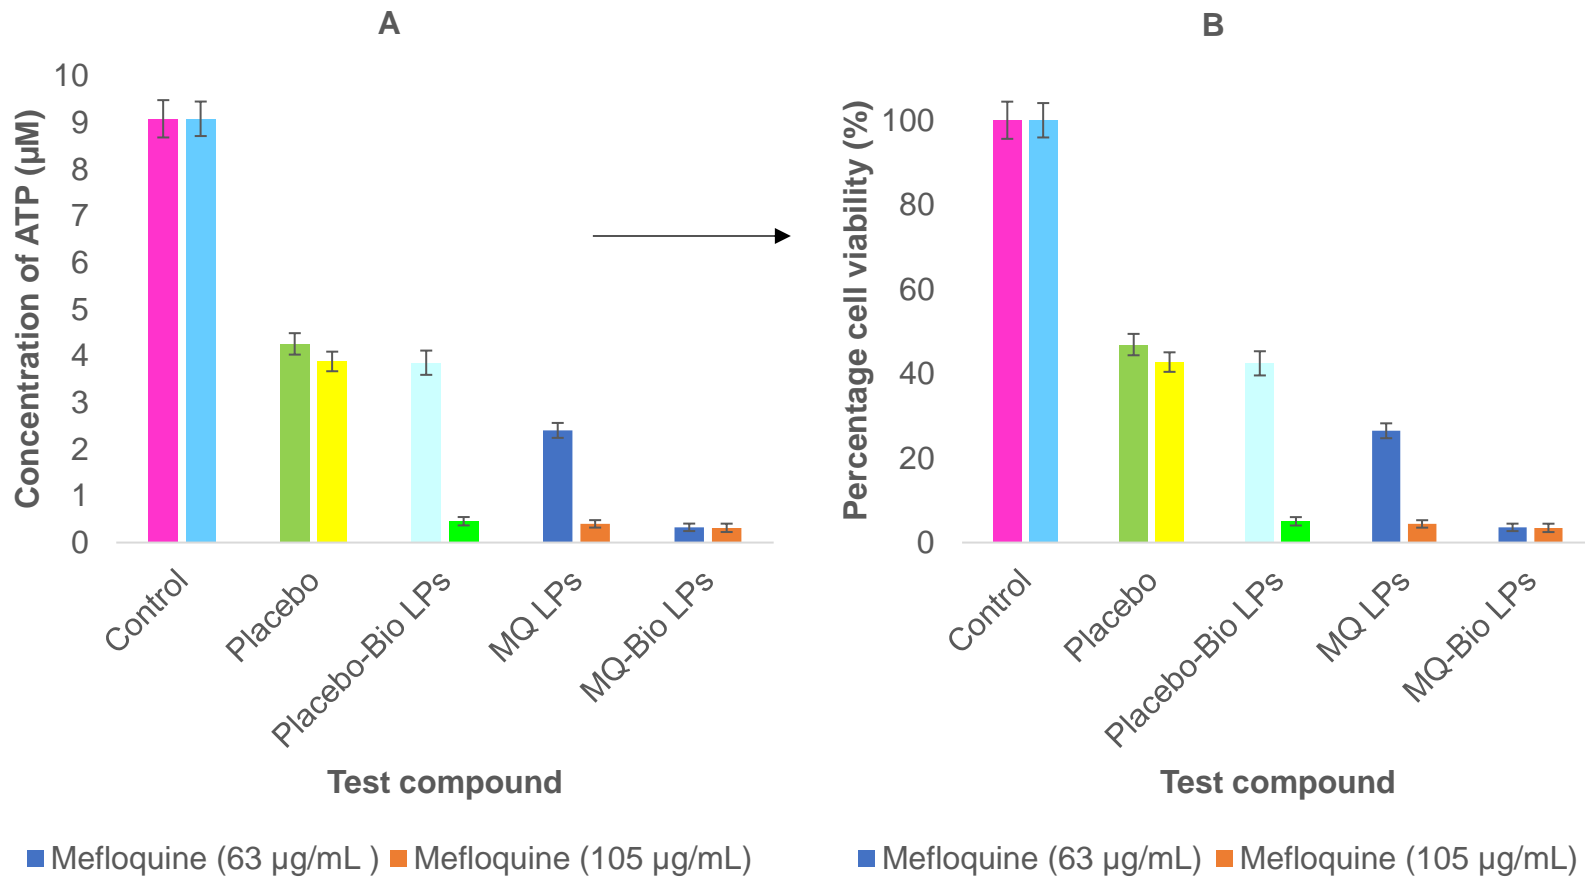 A
Concentration of ATP (µM)
10
9
8
7
6
5
4
3
2
1
0
Control
Placebo
Placebo-Bio LPs
MQ LPs
MQ-Bio LPs
Test compound
Mefloquine (63 µg/mL )
Mefloquine (105 µg/mL)
B
Percentage cell viability (%)
100
80
60
40
20
0
Control
Placebo
Placebo-Bio LPs
MQ LPs
MQ-Bio LPs
Test compound
Mefloquine (63 µg/mL)
Mefloquine (105 µg/mL)